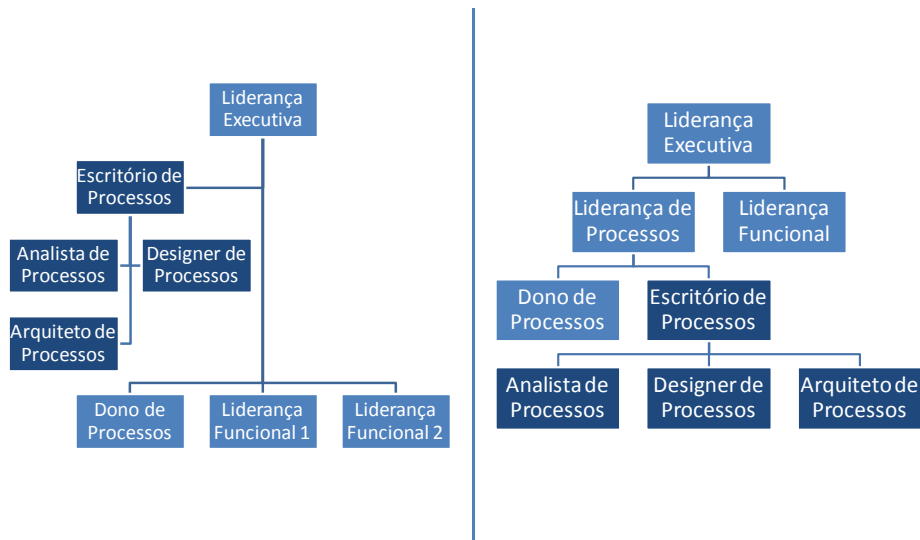 Liderança
Executiva
Escritório de
Processos
Analista de
Processos
Designer de
Processos
Arquiteto de
Processos
Dono de
Processos
Liderança
Funcional 1
Liderança
Funcional 2
Liderança
Executiva
Liderança de
Processos
Liderança
Funcional
Dono de
Processos
Escritório de
Processos
Analista de
Processos
Designer de
Processos
Arquiteto de
Processos